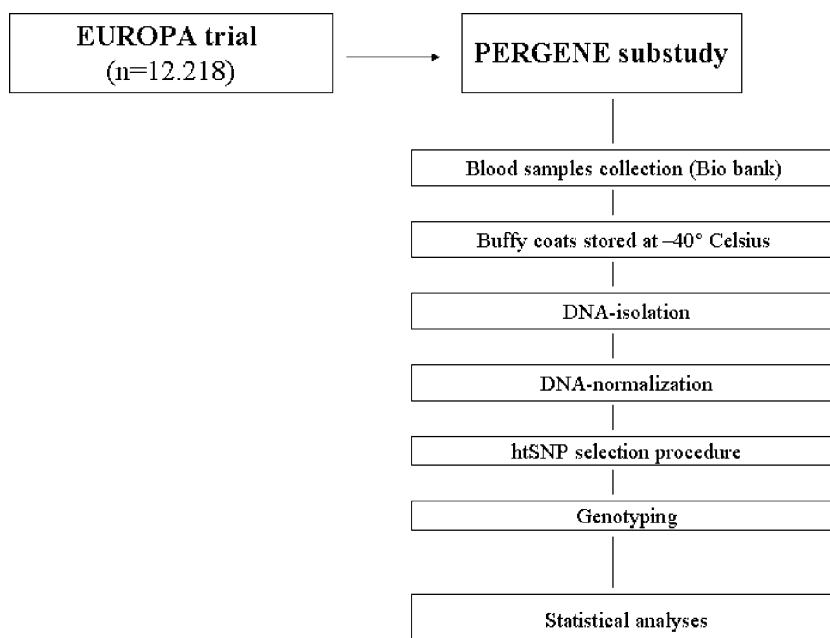 EUROPA trial
(n=12.218)
PERGENE substudy
Blood samples collection (Bio bank)
Buffy coats stored at –40° Celsius
DNA-isolation
DNA-normalization
htSNP selection procedure
Genotyping
Statistical analyses